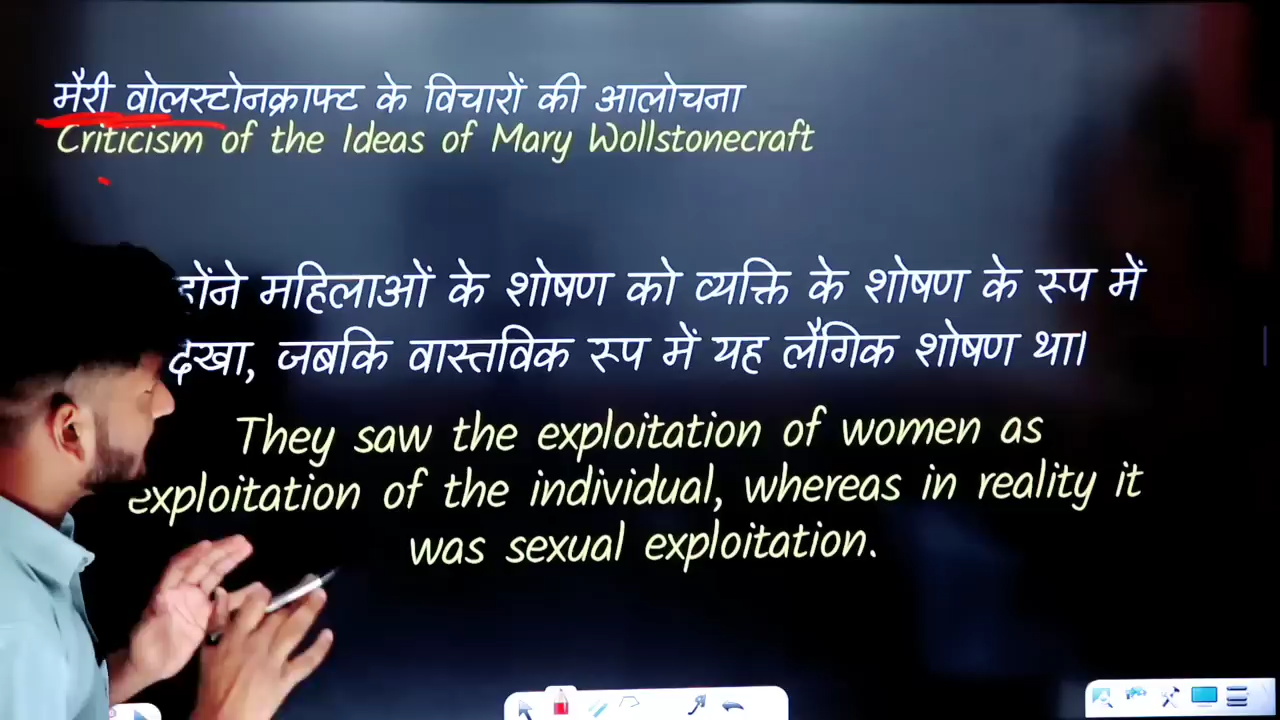 मैरी वोलस्टोनक्राफ्ट के विचारों की आलोचना
Criticism of the Ideas of Mary Wollstonecraft
महिलाओं के शोषण को व्यक्ति के शोषण के रूप में
देखा, जबकि वास्तविक रूप में यह लैंगिक शोषण था।
They saw the exploitation of women as
exploitation of the individual, whereas in reality it
was sexual exploitation.